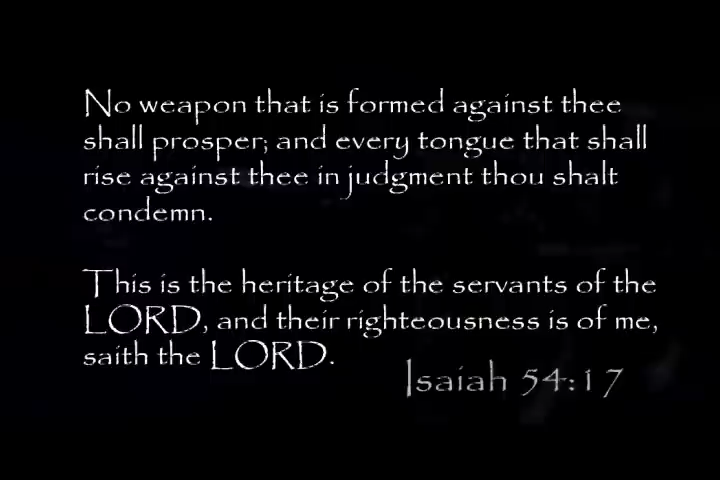 No weapon that is formed against thee
shall prosper; and every tongue that shall
rise against thee in judgment thou shalt
condemn.
This is the heritage of the servants of the
LORD, and their righteousness is of me,
saith the LORD.
Isaiah 54:17